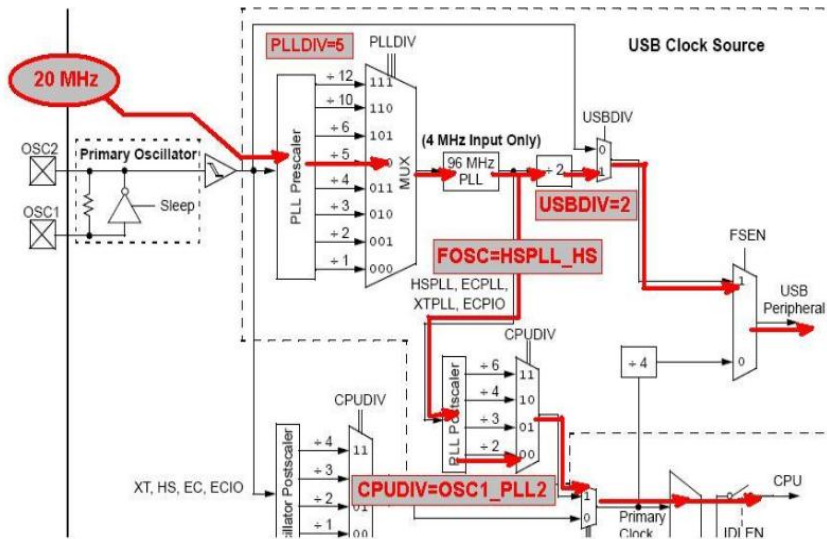 PLLDIV=5
PLLDIV
USB Clock Source
20 MHz
÷ 12
111
÷ 10
110
÷ 6
101
USBDIV
(4 MHz Input Only)
OSC2
Primary Oscillator
PLL Prescaler
÷ 5
MUX
96 MHz
PLL
÷ 2
0
1
÷ 4
011
OSC1
Sleep
÷ 3
010
USBDIV=2
÷ 2
001
FSEN
÷ 1
000
FOSC=HSPLL_HS
HSPLL, ECPLL,
XTPLL, ECPIO
1
USB
Peripheral
CPUDIV
÷ 4
0
÷ 6
11
PLL Postscaler
÷ 4
10
CPUDIV
÷ 3
01
÷ 4
11
÷ 2
00
÷ 3
XT, HS, EC, ECIO
CPUDIV=OSC1_PLL2
1
CPU
÷ 2
01
0
÷ 1
00
Primary
Clock
IDLEN